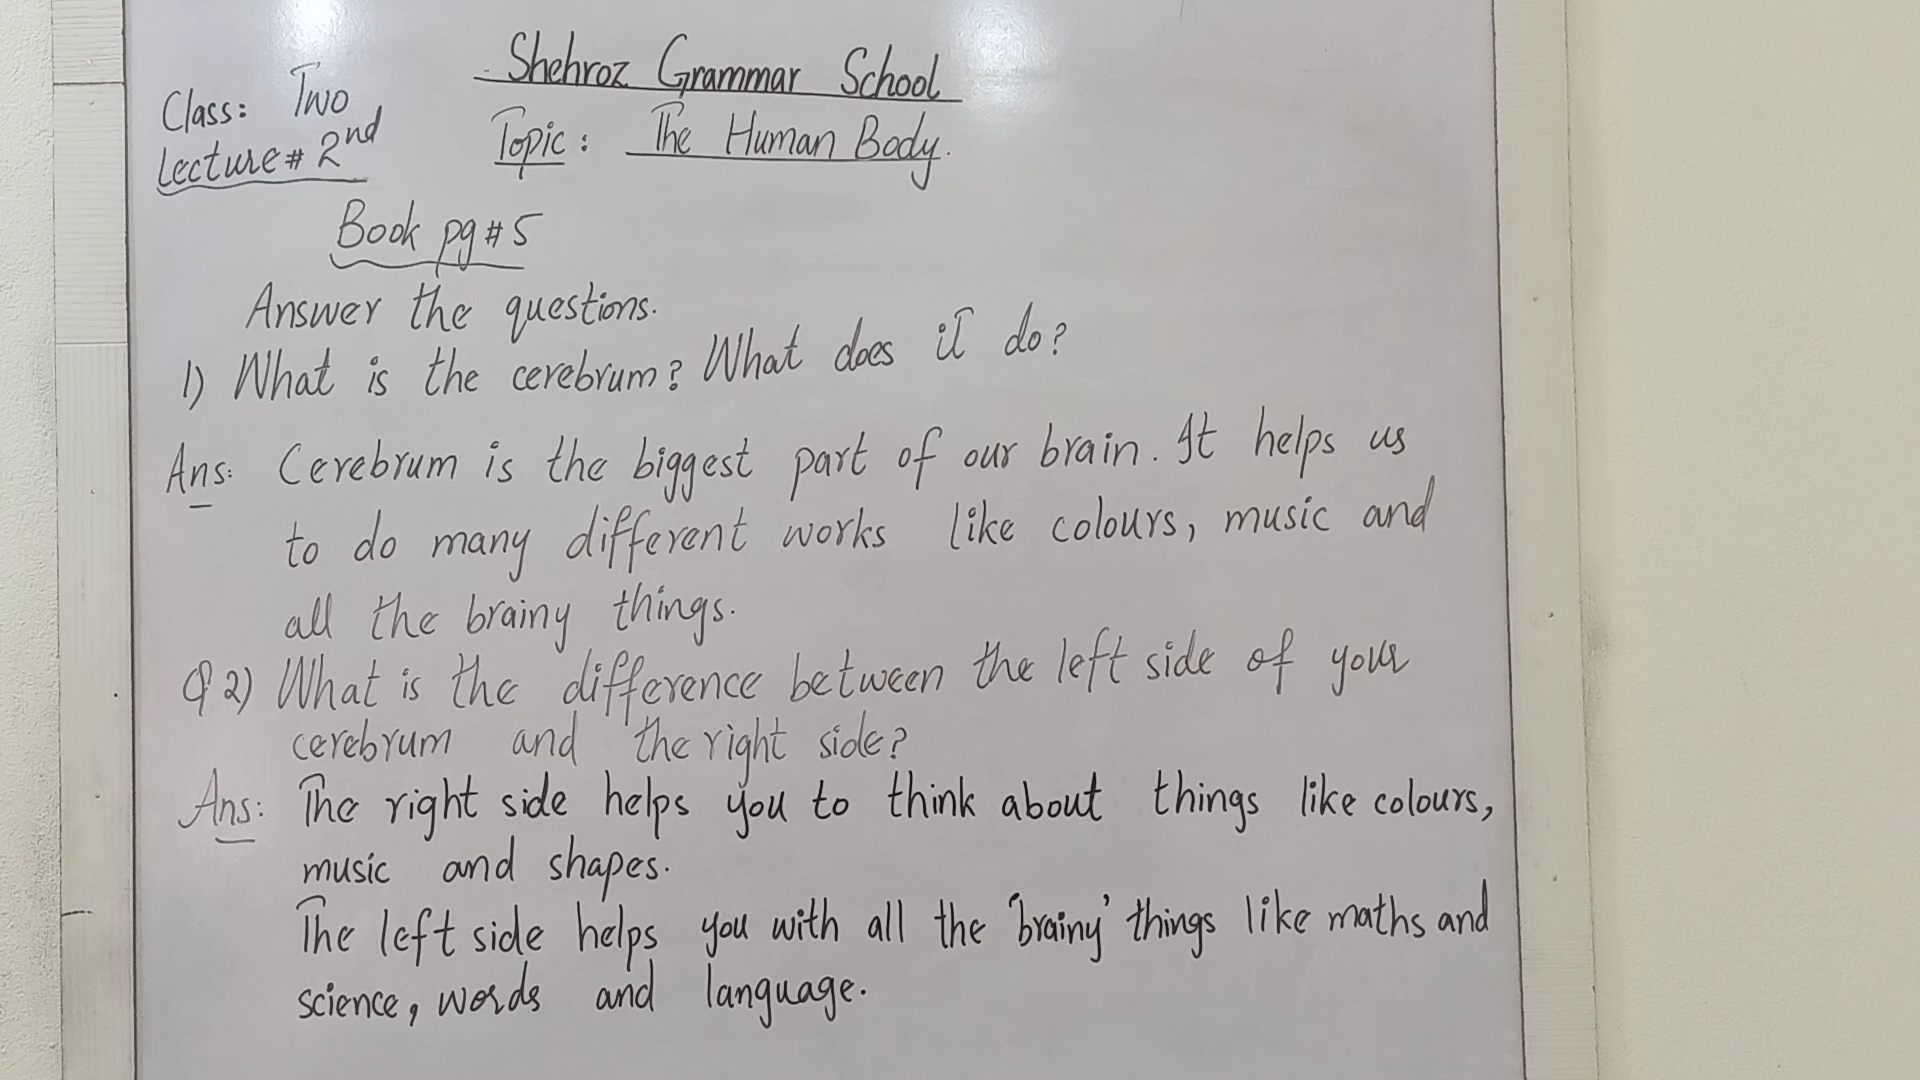 Shehroz Grammar School
Class: Two
Lecture # 2nd
Topic: The Human Body.
Book pg # 5
Answer the questions.
1) What is the cerebrum? What does it do?
Ans: Cerebrum is the biggest part of our brain. It helps us
to do many different works like colours, music and
all the brainy things.
Q 2) What is the difference between the left side of your
cerebrum and the right side?
Ans: The right side helps you to think about things like colours,
music and shapes.
The left side helps you with all the 'brainy' things like maths and
science, words and language.